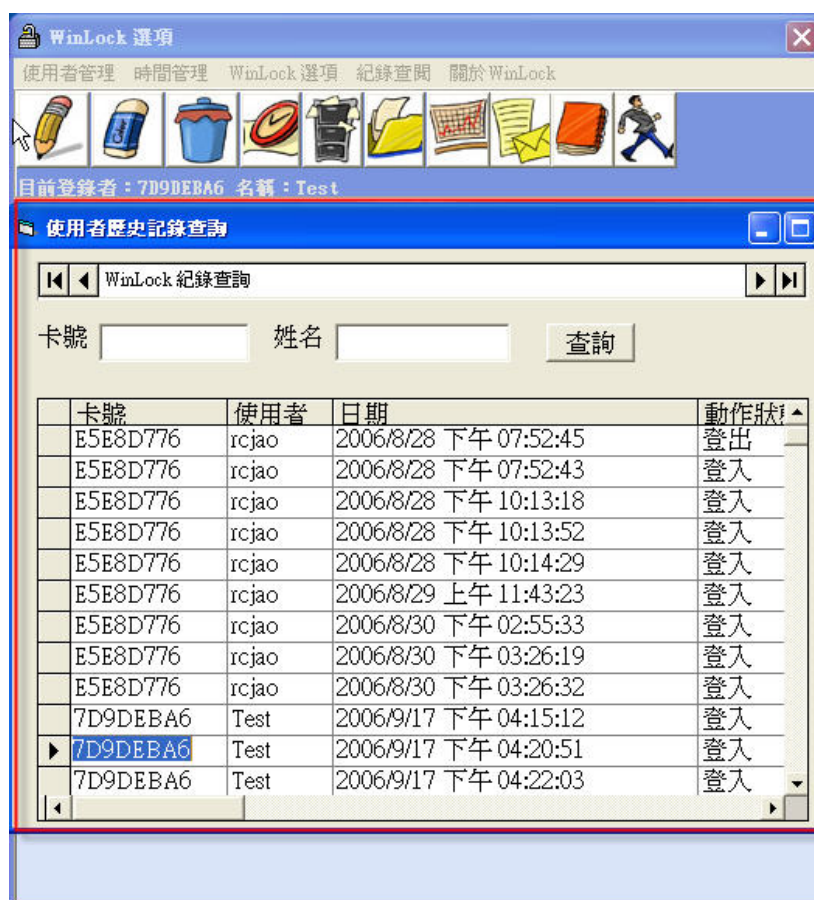 WinLock 選項
使用者管理 時間管理 WinLock 選項 紀錄查閱 關於 WinLock
目前登錄者：7D9DEBA6 名稱：Test
使用者歷史記錄查詢
WinLock 紀錄查詢
卡號 姓名 查詢
卡號 使用者 日期 動作狀
E5E8D776 rcjao 2006/8/28 下午 07:52:45 登出
E5E8D776 rcjao 2006/8/28 下午 07:52:43 登入
E5E8D776 rcjao 2006/8/28 下午 10:13:18 登入
E5E8D776 rcjao 2006/8/28 下午 10:13:52 登入
E5E8D776 rcjao 2006/8/28 下午 10:14:29 登入
E5E8D776 rcjao 2006/8/29 上午 11:43:23 登入
E5E8D776 rcjao 2006/8/30 下午 02:55:33 登入
E5E8D776 rcjao 2006/8/30 下午 03:26:19 登入
E5E8D776 rcjao 2006/8/30 下午 03:26:32 登入
7D9DEBA6 Test 2006/9/17 下午 04:15:12 登入
7D9DEBA6 Test 2006/9/17 下午 04:20:51 登入
7D9DEBA6 Test 2006/9/17 下午 04:22:03 登入